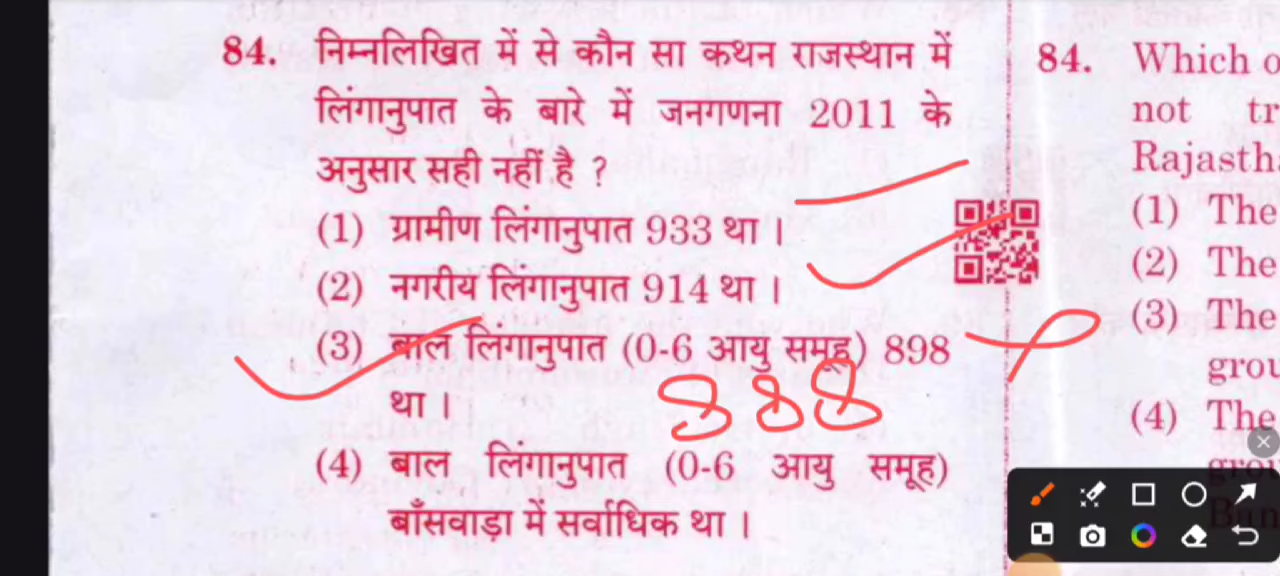 84. निम्नलिखित में से कौन सा कथन राजस्थान में
लिंगानुपात के बारे में जनगणना 2011 के
अनुसार सही नहीं है ?
(1) ग्रामीण लिंगानुपात 933 था ।
(2) नगरीय लिंगानुपात 914 था ।
(3) बाल लिंगानुपात (0-6 आयु समूह) 898
था ।
888
(4) बाल लिंगानुपात (0-6 आयु समूह)
बाँसवाड़ा में सर्वाधिक था ।
84. Which o
not tr
Rajasth
(1) The
(2) The
(3) The
grou
(4) The
grou